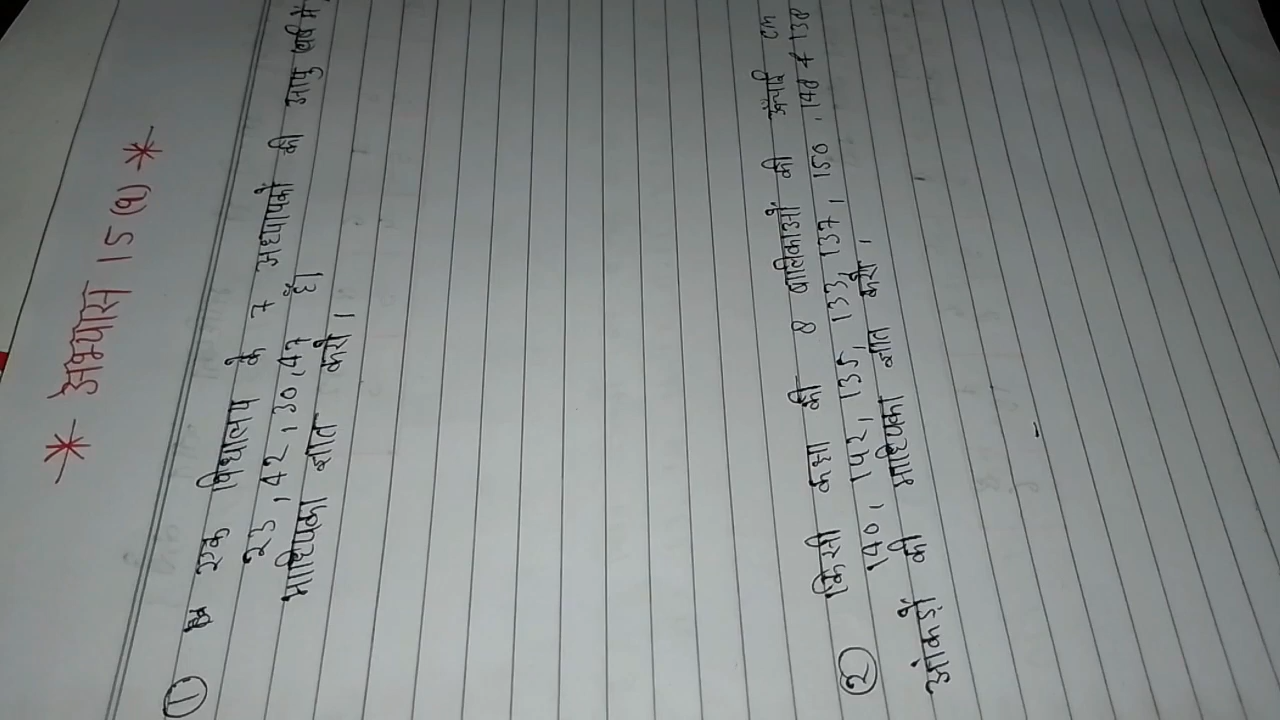 * अभ्यास 15 (ब) *
① एक विधालय के 7 अध्यापको की आयु (वर्ष में
23, 42, 30, 47 है।
माध्यिका ज्ञात करो।
② किसी कक्षा की 8 बालिकाओं की ऊँचाई cm
140, 142, 135, 133, 137, 150, 148 व 138
आंकड़ों की माध्यिका ज्ञात करो।